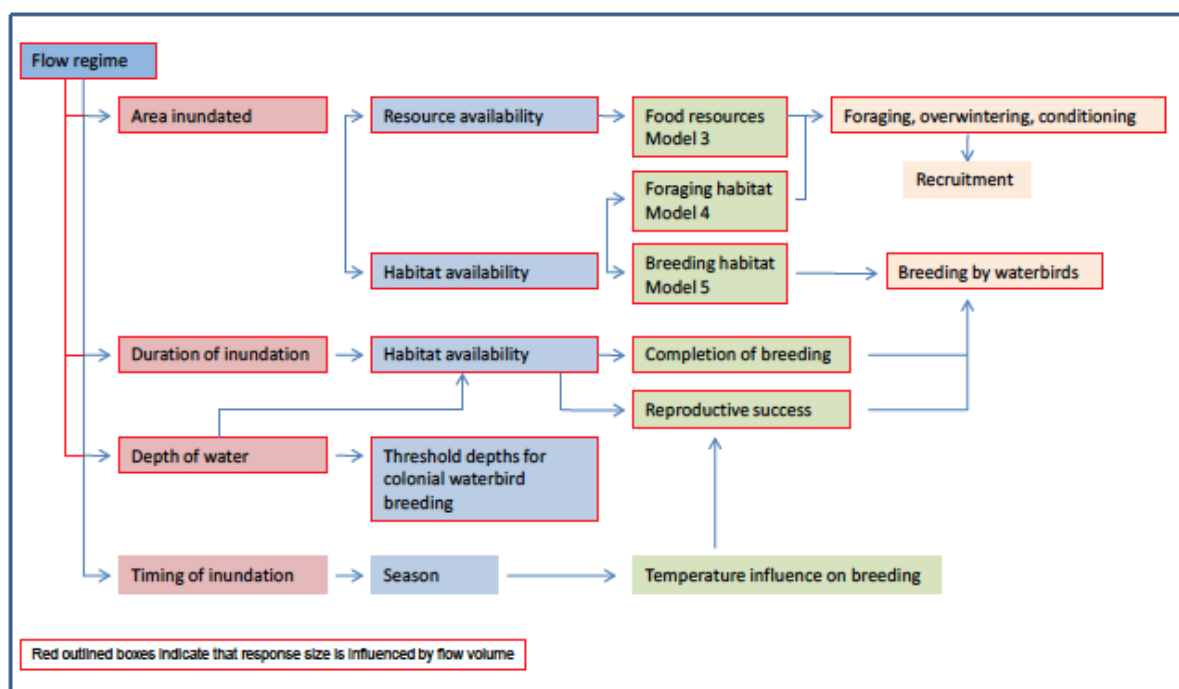 Flow regime
Area inundated
Resource availability
Food resources
Model 3
Foraging, overwintering, conditioning
Recruitment
Foraging habitat
Model 4
Habitat availability
Breeding habitat
Model 5
Breeding by waterbirds
Duration of inundation
Habitat availability
Completion of breeding
Reproductive success
Depth of water
Threshold depths for
colonial waterbird
breeding
Timing of inundation
Season
Temperature influence on breeding
Red outlined boxes indicate that response size is influenced by flow volume